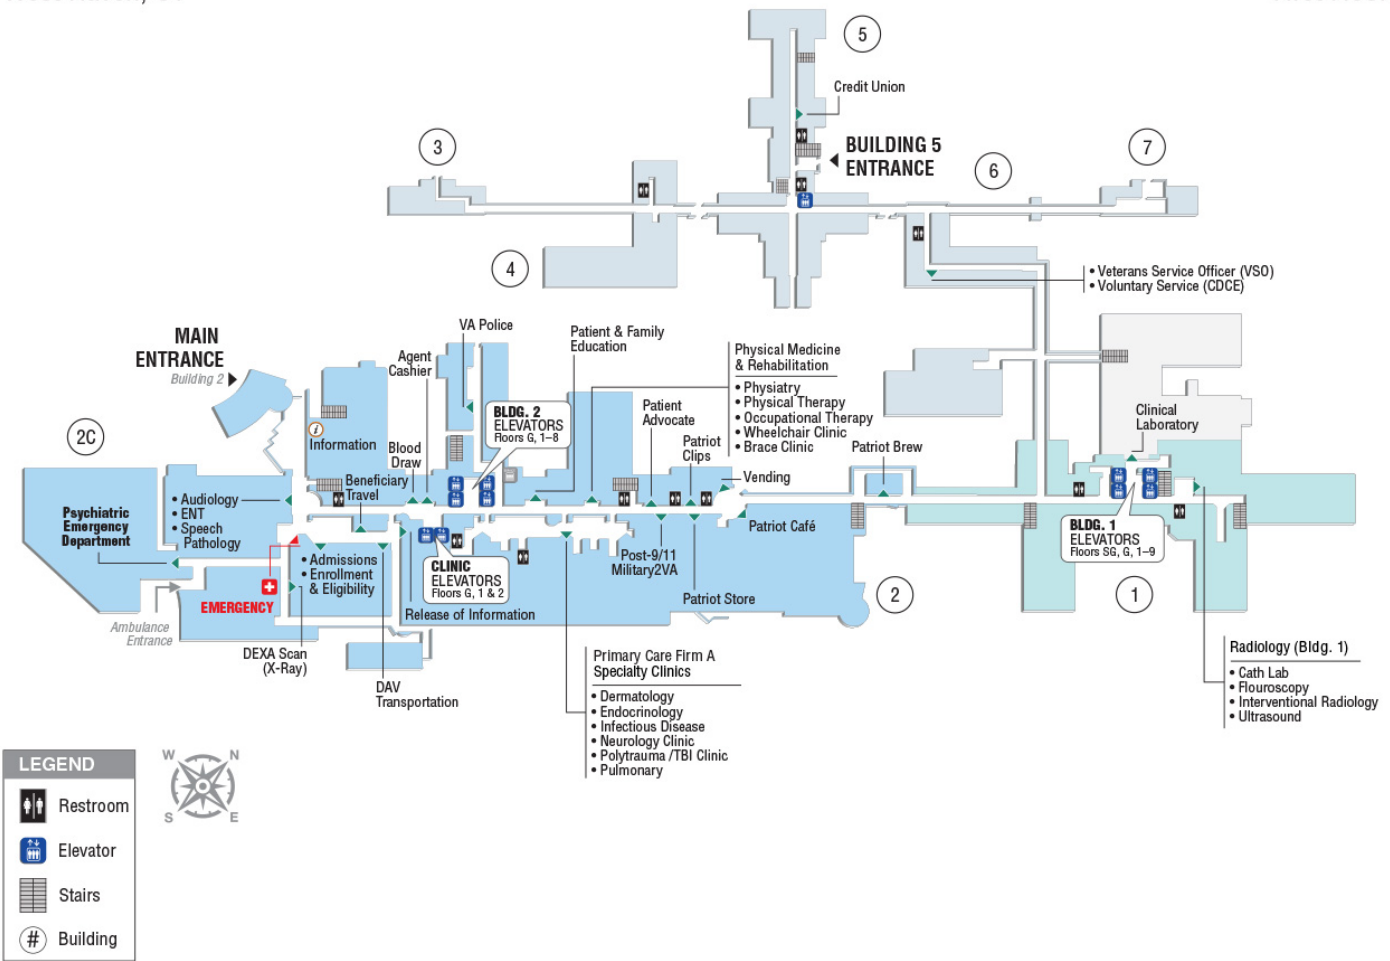 5
Credit Union
BUILDING 5
ENTRANCE
3
6
7
4
• Veterans Service Officer (VSO)
• Voluntary Service (CDCE)
MAIN
ENTRANCE
Building 2
VA Police
Agent
Cashier
Patient & Family
Education
Physical Medicine
& Rehabilitation
• Physiatry
• Physical Therapy
• Occupational Therapy
• Wheelchair Clinic
• Brace Clinic
BLDG. 2
ELEVATORS
Floors G, 1–8
Patient
Advocate
Patriot
Clips
Clinical
Laboratory
2C
i
Information
Blood
Draw
Patriot Brew
Vending
Beneficiary
Travel
• Audiology
• ENT
• Speech
Pathology
Psychiatric
Emergency
Department
Patriot Café
BLDG. 1
ELEVATORS
Floors SG, G, 1–9
• Admissions
• Enrollment
& Eligibility
CLINIC
ELEVATORS
Floors G, 1 & 2
Post-9/11
Military2VA
EMERGENCY
Patriot Store
2
1
Release of Information
Ambulance
Entrance
DEXA Scan
(X-Ray)
DAV
Transportation
Primary Care Firm A
Specialty Clinics
• Dermatology
• Endocrinology
• Infectious Disease
• Neurology Clinic
• Polytrauma /TBI Clinic
• Pulmonary
Radiology (Bldg. 1)
• Cath Lab
• Flouroscopy
• Interventional Radiology
• Ultrasound
LEGEND
Restroom
Elevator
Stairs
# Building
W N
S E